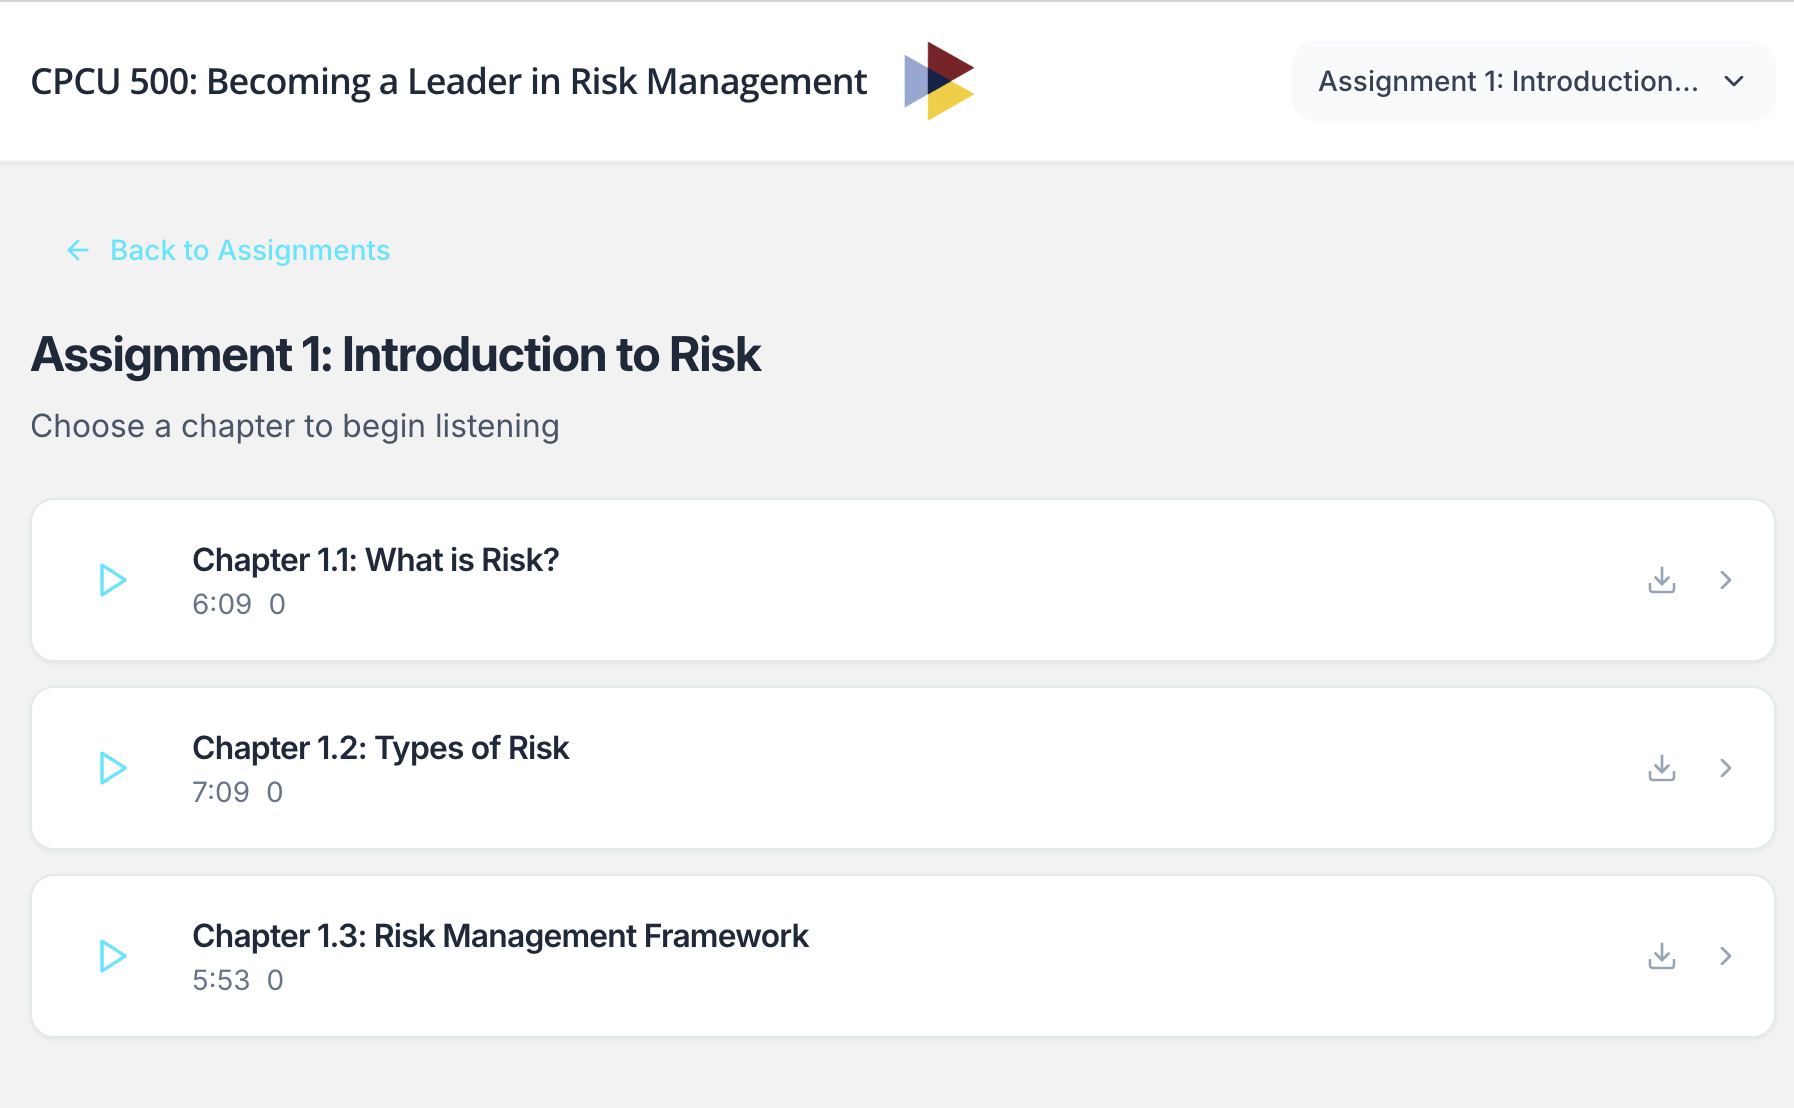 CPCU 500: Becoming a Leader in Risk Management
Assignment 1: Introduction...
Back to Assignments
Assignment 1: Introduction to Risk
Choose a chapter to begin listening
Chapter 1.1: What is Risk?
6:09 0
Chapter 1.2: Types of Risk
7:09 0
Chapter 1.3: Risk Management Framework
5:53 0